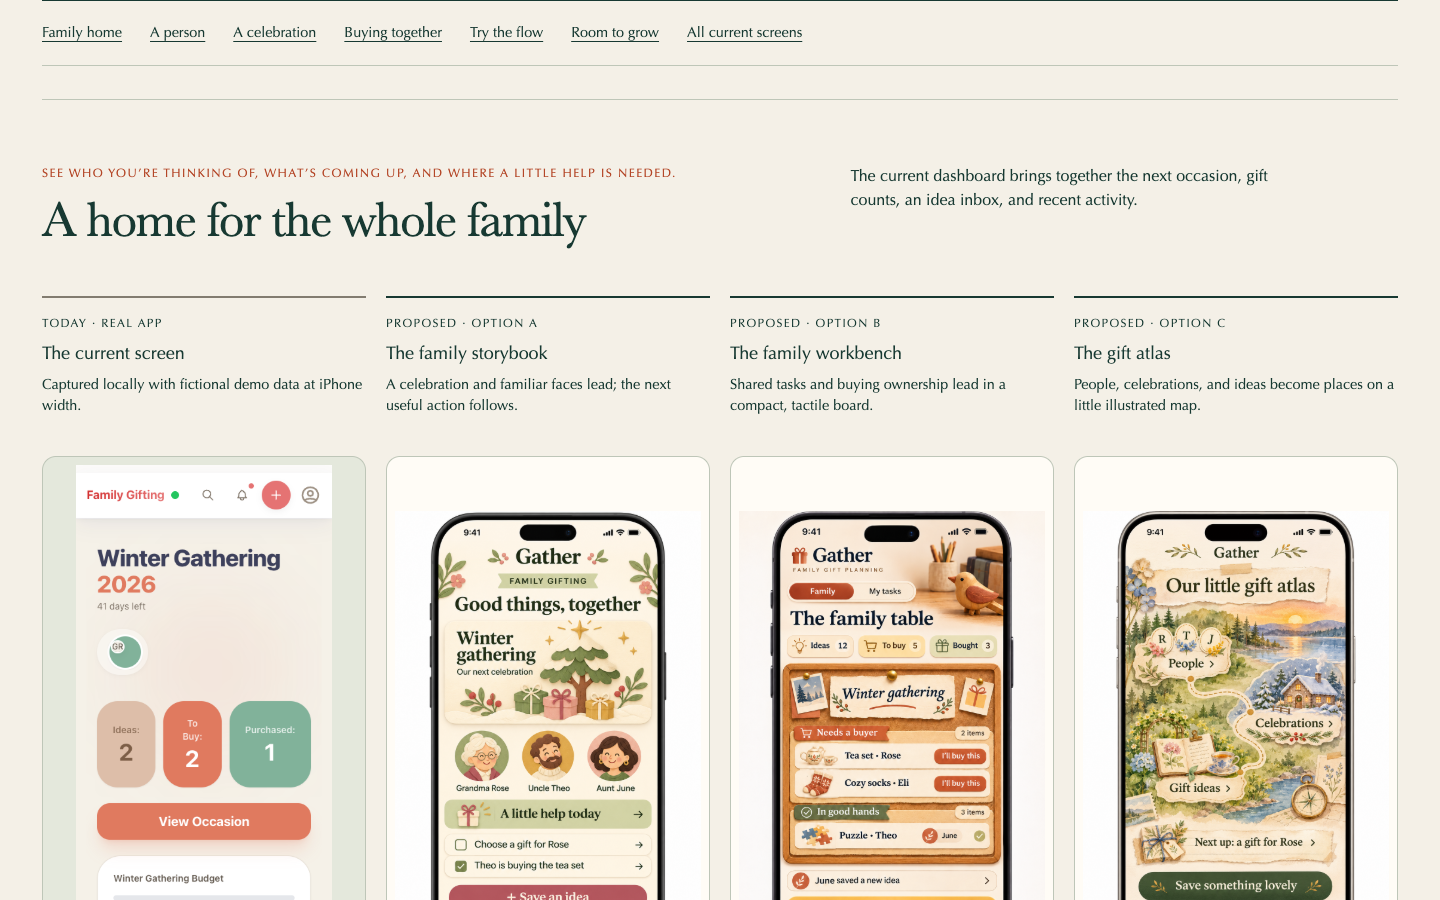 Family home A person A celebration Buying together Try the flow Room to grow All current screens
SEE WHO YOU'RE THINKING OF, WHAT'S COMING UP, AND WHERE A LITTLE HELP IS NEEDED.
A home for the whole family
The current dashboard brings together the next occasion, gift
counts, an idea inbox, and recent activity.
TODAY · REAL APP
The current screen
Captured locally with fictional demo data at iPhone
width.
PROPOSED · OPTION A
The family storybook
A celebration and familiar faces lead; the next
useful action follows.
PROPOSED · OPTION B
The family workbench
Shared tasks and buying ownership lead in a
compact, tactile board.
PROPOSED · OPTION C
The gift atlas
People, celebrations, and ideas become places on a
little illustrated map.
Family Gifting
Winter Gathering
2026
41 days left
GR
Ideas:
2
To
Buy:
2
Purchased:
1
View Occasion
Winter Gathering Budget
9:41
Gather
FAMILY GIFTING
Good things, together
Winter
gathering
Our next celebration
Grandma Rose Uncle Theo Aunt June
A little help today
Choose a gift for Rose
Theo is buying the tea set
+ Save an idea
9:41
Gather
FAMILY GIFT PLANNING
Family My tasks
The family table
Ideas 12 To buy 5 Bought 3
Winter gathering
Needs a buyer 2 items
Tea set • Rose I'll buy this
Cozy socks • Eli I'll buy this
In good hands 3 items
Puzzle • Theo June
June saved a new idea
9:41
Gather
Our little gift atlas
R T J
People
Celebrations
Gift ideas
Next up: a gift for Rose
Save something lovely